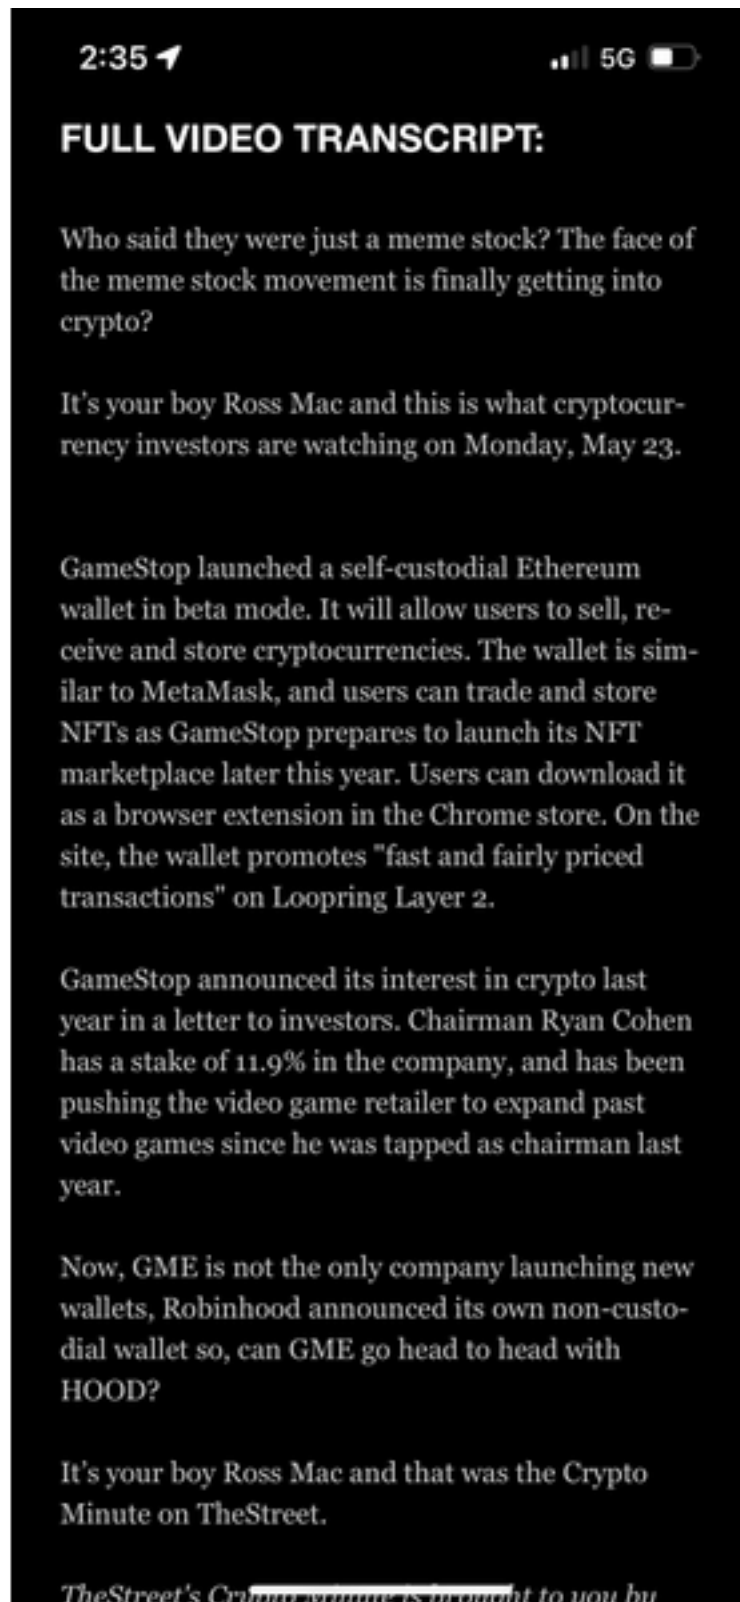 2:35 5G
FULL VIDEO TRANSCRIPT:
Who said they were just a meme stock? The face of
the meme stock movement is finally getting into
crypto?
It's your boy Ross Mac and this is what cryptocur-
rency investors are watching on Monday, May 23.
GameStop launched a self-custodial Ethereum
wallet in beta mode. It will allow users to sell, re-
ceive and store cryptocurrencies. The wallet is sim-
ilar to MetaMask, and users can trade and store
NFTs as GameStop prepares to launch its NFT
marketplace later this year. Users can download it
as a browser extension in the Chrome store. On the
site, the wallet promotes "fast and fairly priced
transactions" on Loopring Layer 2.
GameStop announced its interest in crypto last
year in a letter to investors. Chairman Ryan Cohen
has a stake of 11.9% in the company, and has been
pushing the video game retailer to expand past
video games since he was tapped as chairman last
year.
Now, GME is not the only company launching new
wallets, Robinhood announced its own non-custo-
dial wallet so, can GME go head to head with
HOOD?
It's your boy Ross Mac and that was the Crypto
Minute on TheStreet.
TheStreet's Crypto Minute is brought to you by